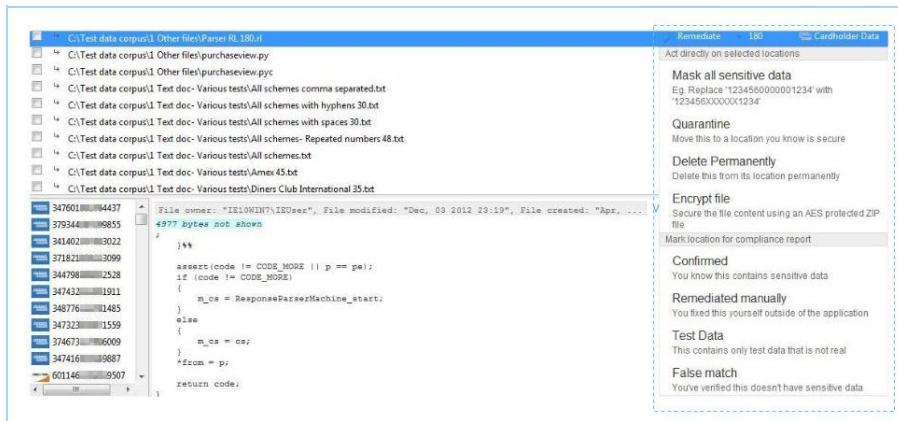 C:\Test data corpus\1 Other files\Parser RL 180.rl
Remediate 180 Cardholder Data
C:\Test data corpus\1 Other files\purchaseview.py
C:\Test data corpus\1 Other files\purchaseview.pyc
C:\Test data corpus\1 Text doc- Various tests\All schemes comma separated.txt
C:\Test data corpus\1 Text doc- Various tests\All schemes with hyphens 30.txt
C:\Test data corpus\1 Text doc- Various tests\All schemes with spaces 30.txt
C:\Test data corpus\1 Text doc- Various tests\All schemes- Repeated numbers 48.txt
C:\Test data corpus\1 Text doc- Various tests\All schemes.txt
C:\Test data corpus\1 Text doc- Various tests\Amex 45.txt
C:\Test data corpus\1 Text doc- Various tests\Diners Club International 35.txt
347601 4437
379344 9855
341402 3022
371821 3099
344798 2528
347432 1911
348776 1485
347323 1559
374673 6009
347416 9887
601146 9507
File owner: "IE10WIN7\IEUser", File modified: "Dec, 03 2012 23:19", File created: "Apr, ...
4977 bytes not shown
;
}%%
assert(code != CODE_MORE || p == pe);
if (code != CODE_MORE)
{
m_cs = ResponseParserMachine_start;
}
else
{
m_cs = cs;
}
*from = p;
return code;
}
Act directly on selected locations
Mask all sensitive data
Eg. Replace '1234560000001234' with
'123456XXXXXX1234'
Quarantine
Move this to a location you know is secure
Delete Permanently
Delete this from its location permanently
Encrypt file
Secure the file content using an AES protected ZIP
file
Mark location for compliance report
Confirmed
You know this contains sensitive data
Remediated manually
You fixed this yourself outside of the application
Test Data
This contains only test data that is not real
False match
You've verified this doesn't have sensitive data